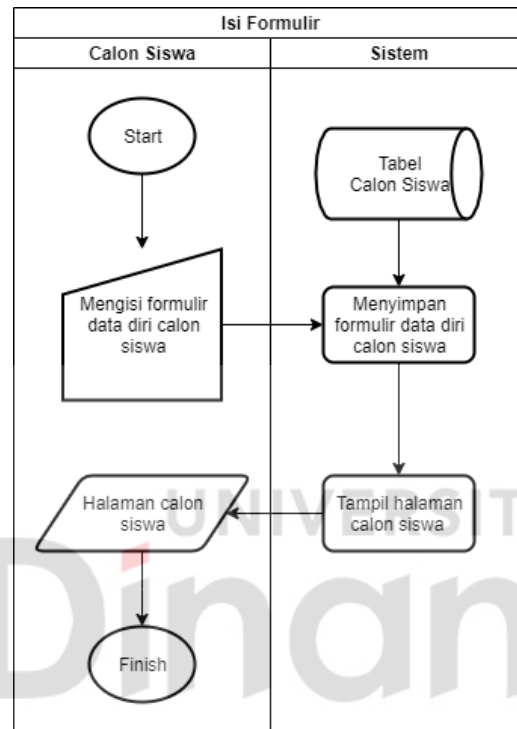 Isi Formulir
Calon Siswa
Sistem
Start
Tabel
Calon Siswa
Mengisi formulir
data diri calon
siswa
Menyimpan
formulir data diri
calon siswa
Halaman calon
siswa
Tampil halaman
calon siswa
Finish
UNIVERSIT
Dinam